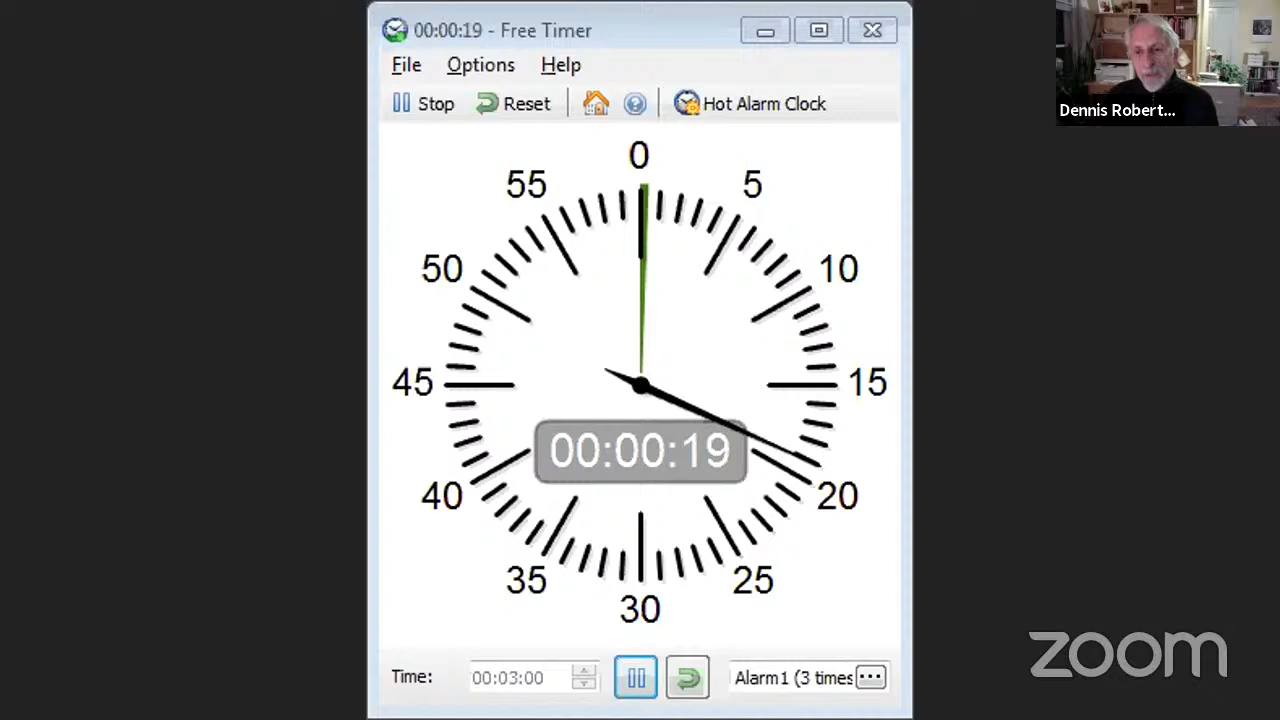 00:00:19 - Free Timer
Dennis Robert...
File Options Help
Stop Reset Hot Alarm Clock
0
55 5
50 10
45 15
00:00:19
40 20
35 25
30
zoom
Time: 00:03:00 Alarm1 (3 times ...